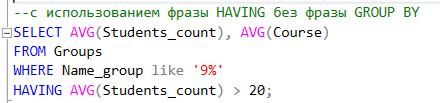 --с использованием фразы HAVING без фразы GROUP BY
SELECT AVG(Students_count), AVG(Course)
FROM Groups
WHERE Name_group like '9%'
HAVING AVG(Students_count) > 20;